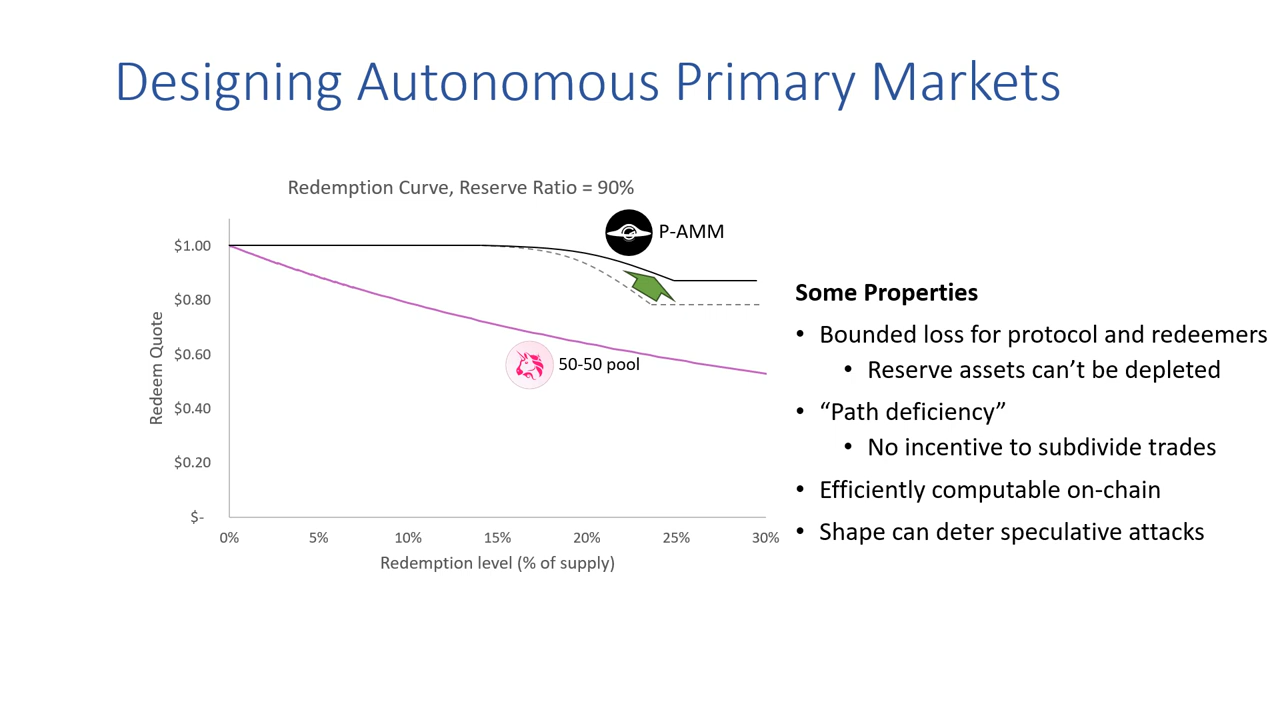 Designing Autonomous Primary Markets
Redemption Curve, Reserve Ratio = 90%
P-AMM
50-50 pool
Redeem Quote
$1.00
$0.80
$0.60
$0.40
$0.20
$-
0% 5% 10% 15% 20% 25% 30%
Redemption level (% of supply)
Some Properties
• Bounded loss for protocol and redeemers
• Reserve assets can’t be depleted
• “Path deficiency”
• No incentive to subdivide trades
• Efficiently computable on-chain
• Shape can deter speculative attacks